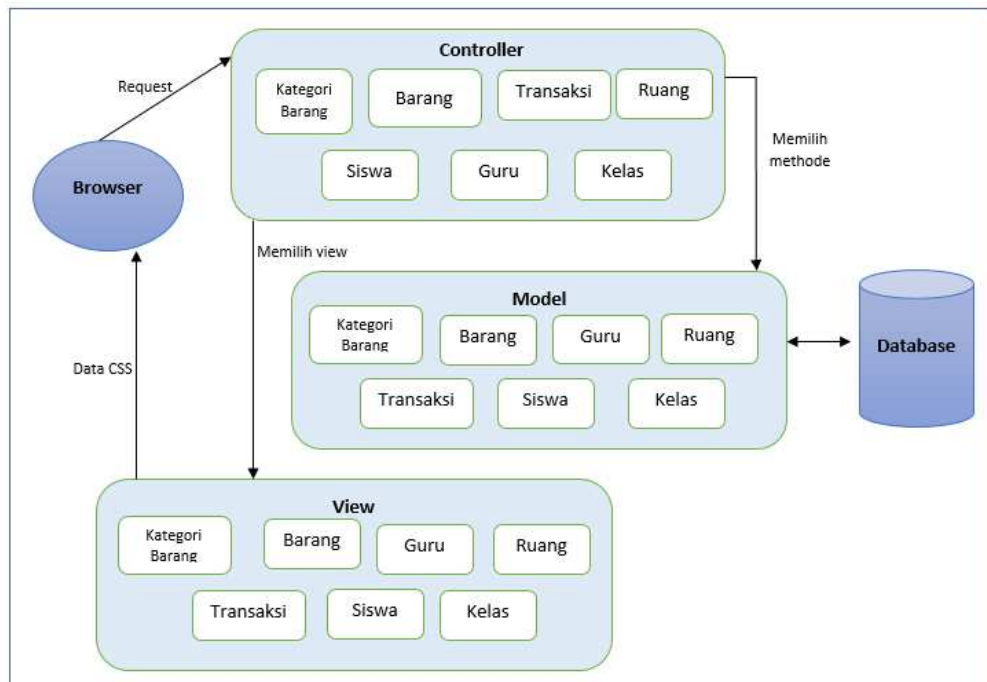 Controller
Request
Kategori
Barang
Barang
Transaksi
Ruang
Memilih
methode
Siswa
Guru
Kelas
Browser
Memilih view
Model
Kategori
Barang
Barang
Guru
Ruang
Database
Data CSS
Transaksi
Siswa
Kelas
View
Kategori
Barang
Barang
Guru
Ruang
Transaksi
Siswa
Kelas